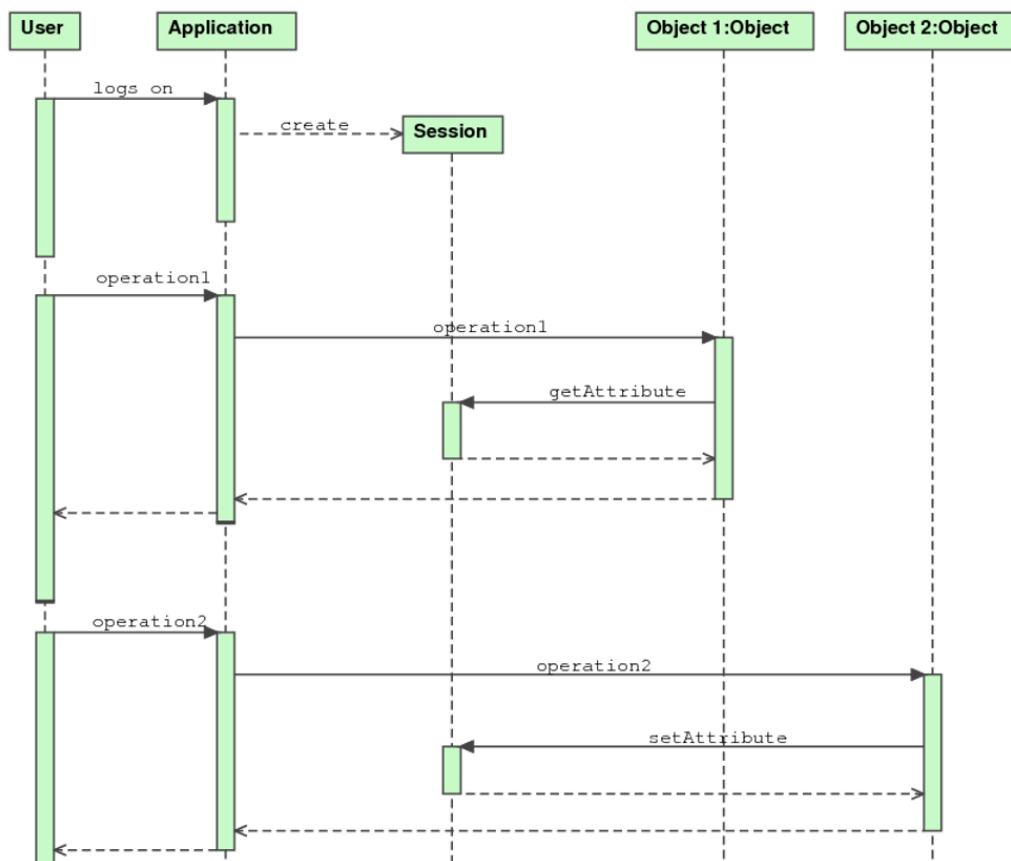 User
Application
Object 1:Object
Object 2:Object
logs on
create
Session
operation1
operation1
getAttribute
operation2
operation2
setAttribute